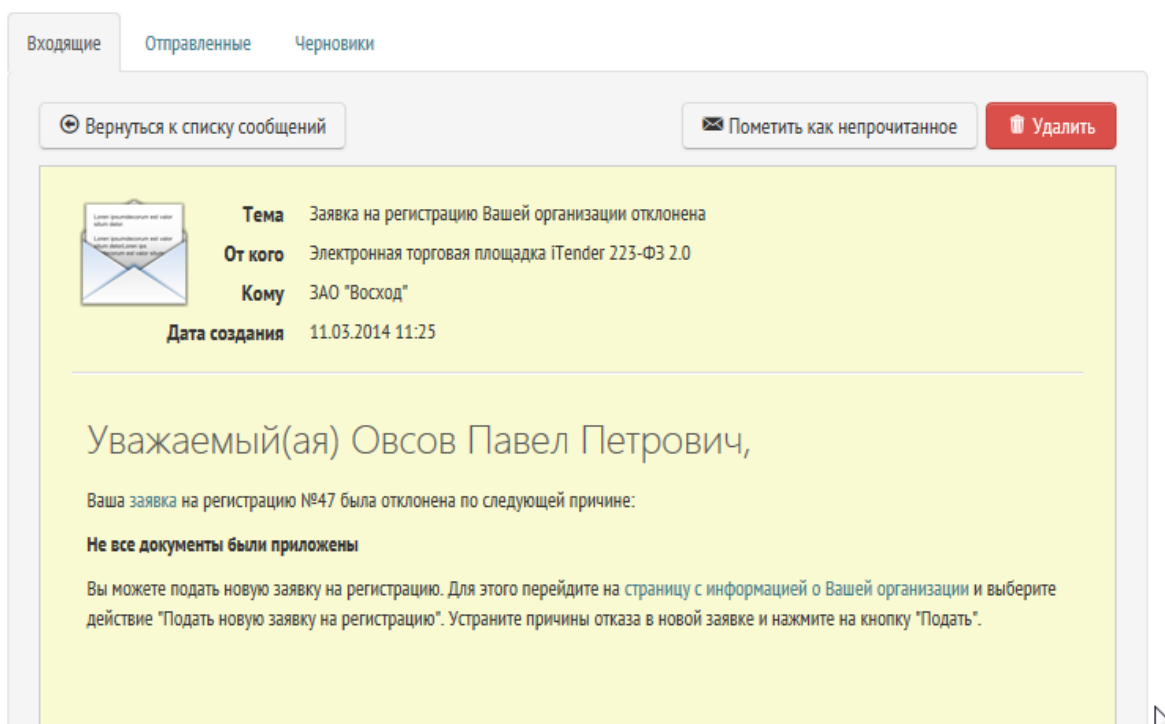 Входящие Отправленные Черновики
Вернуться к списку сообщений Пометить как непрочитанное Удалить
Тема Заявка на регистрацию Вашей организации отклонена
От кого Электронная торговая площадка iTender 223-ФЗ 2.0
Кому ЗАО "Восход"
Дата создания 11.03.2014 11:25
Уважаемый(ая) Овсов Павел Петрович,
Ваша заявка на регистрацию №47 была отклонена по следующей причине:
Не все документы были приложены
Вы можете подать новую заявку на регистрацию. Для этого перейдите на страницу с информацией о Вашей организации и выберите
действие "Подать новую заявку на регистрацию". Устраните причины отказа в новой заявке и нажмите на кнопку "Подать".